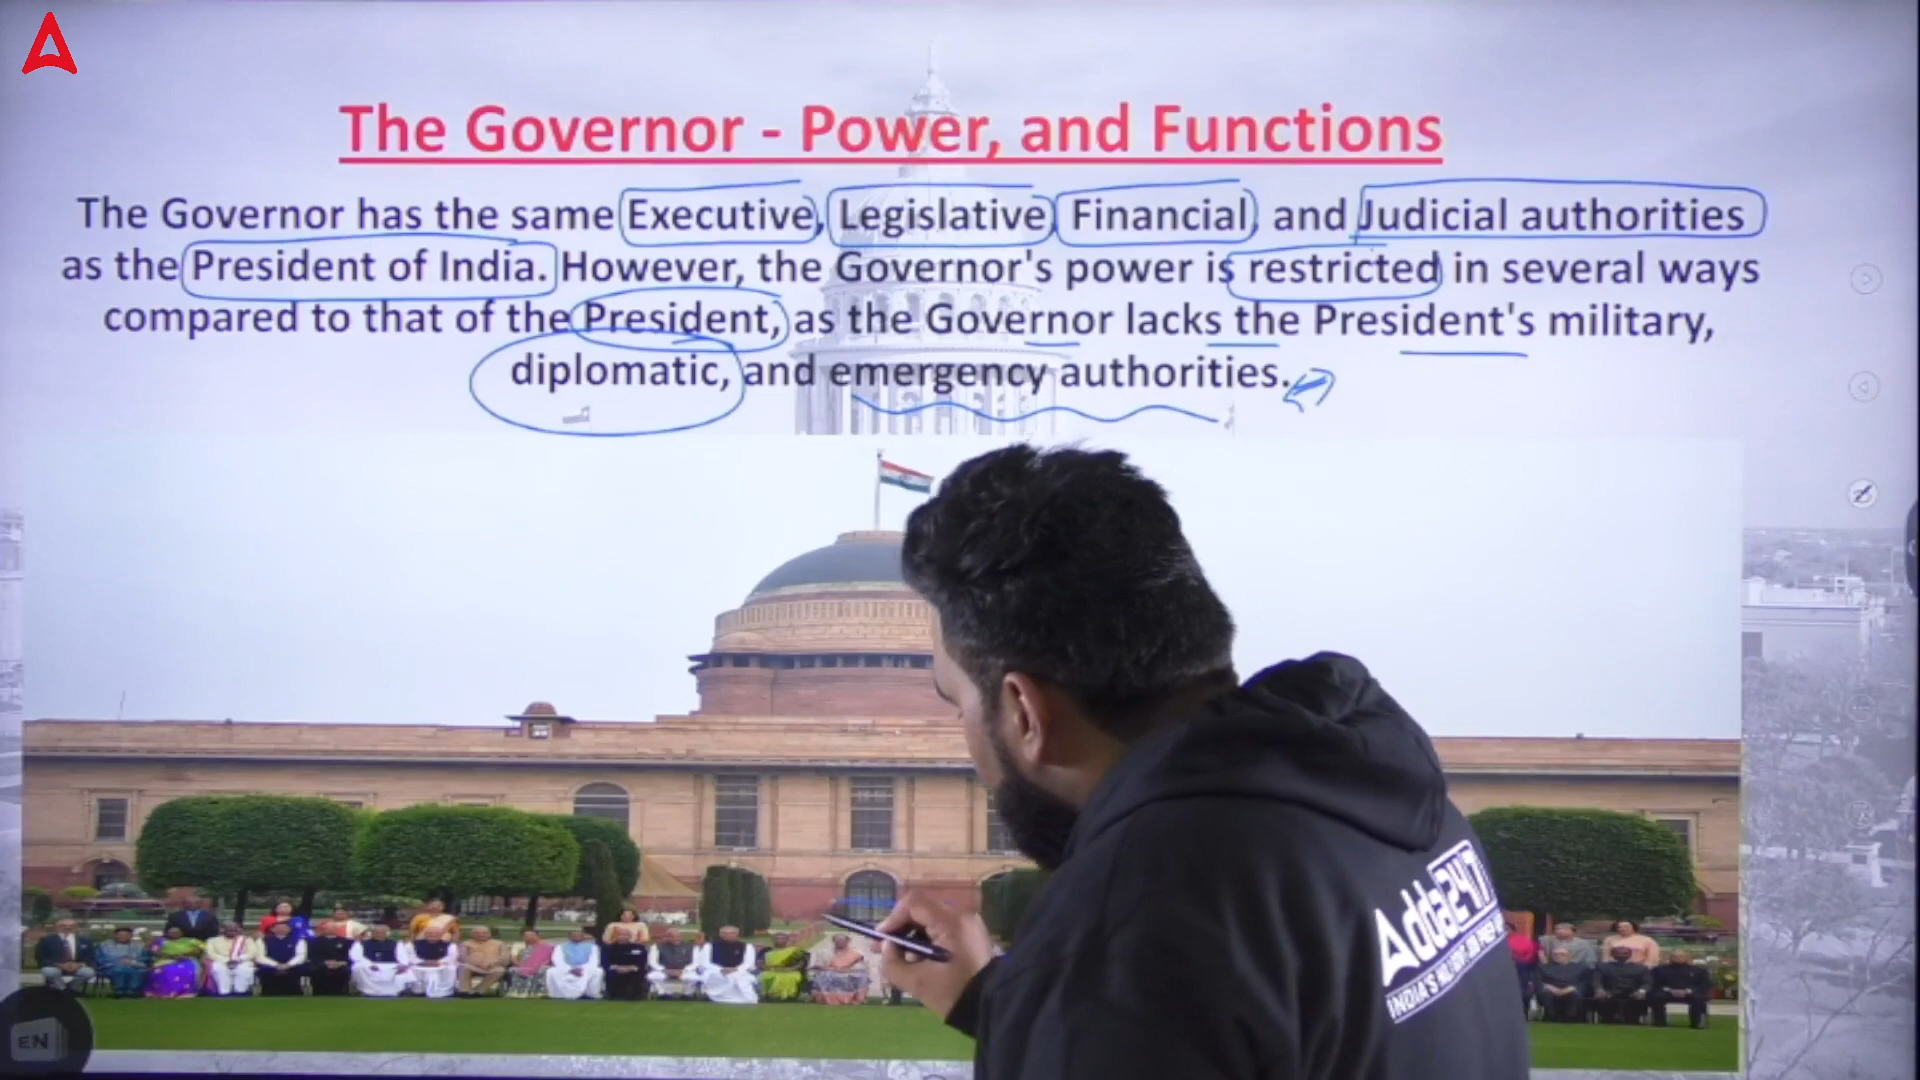 The Governor - Power, and Functions
The Governor has the same Executive, Legislative, Financial, and Judicial authorities
as the President of India. However, the Governor's power is restricted in several ways
compared to that of the President, as the Governor lacks the President's military,
diplomatic, and emergency authorities.
Adda247
EN